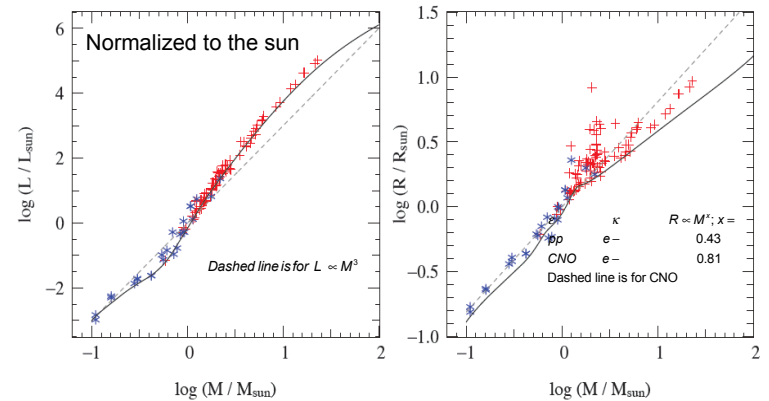 Normalized to the sun
log (L / Lsun)
6
4
2
0
−2
Dashed line is for L ∝ M³
−1
0
1
2
log (M / Msun)
log (R / Rsun)
1.5
1.0
0.5
0.0
−0.5
−1.0
ε κ R ∝ Mˣ; x =
pp e− 0.43
CNO e− 0.81
Dashed line is for CNO
−1
0
1
2
log (M / Msun)